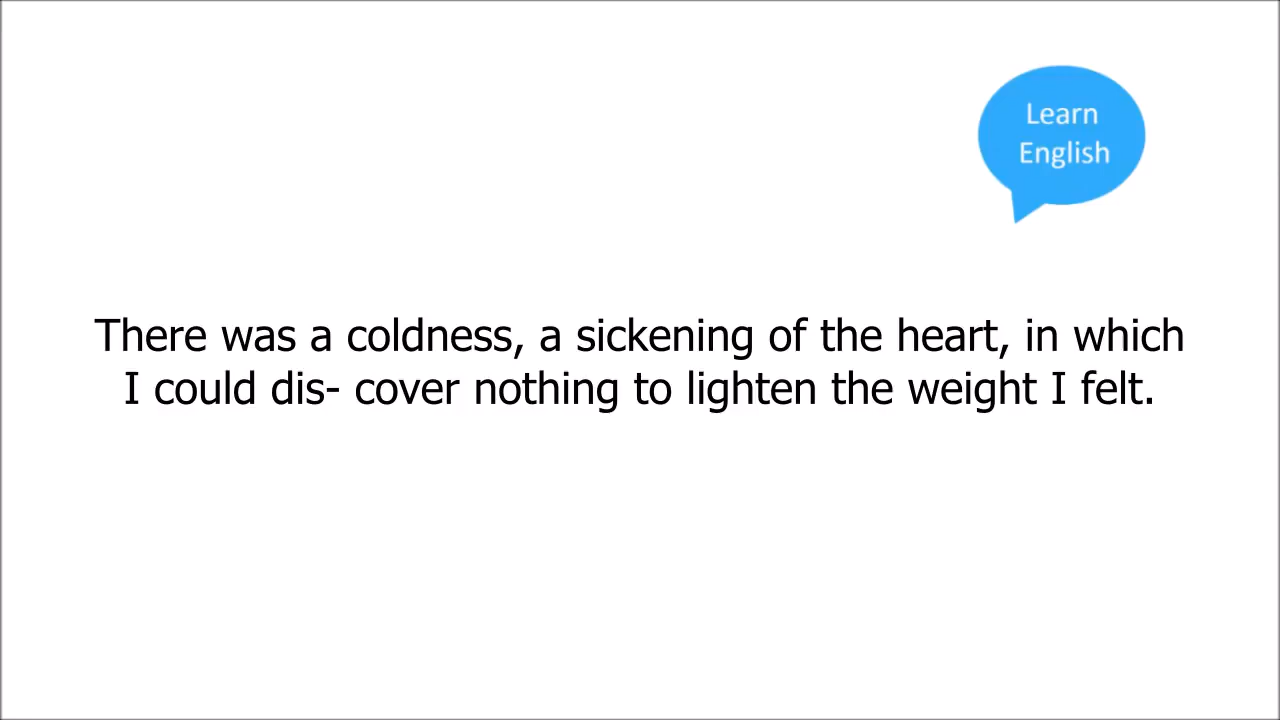 Learn
English
There was a coldness, a sickening of the heart, in which
I could dis- cover nothing to lighten the weight I felt.